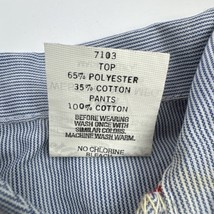 7103
TOP
65% POLYESTER
35% COTTON
PANTS
100% COTTON
BEFORE WEARING
WASH ONCE WITH
SIMILAR COLORS.
MACHINE WASH WARM.
NO CHLORINE
BLEACH